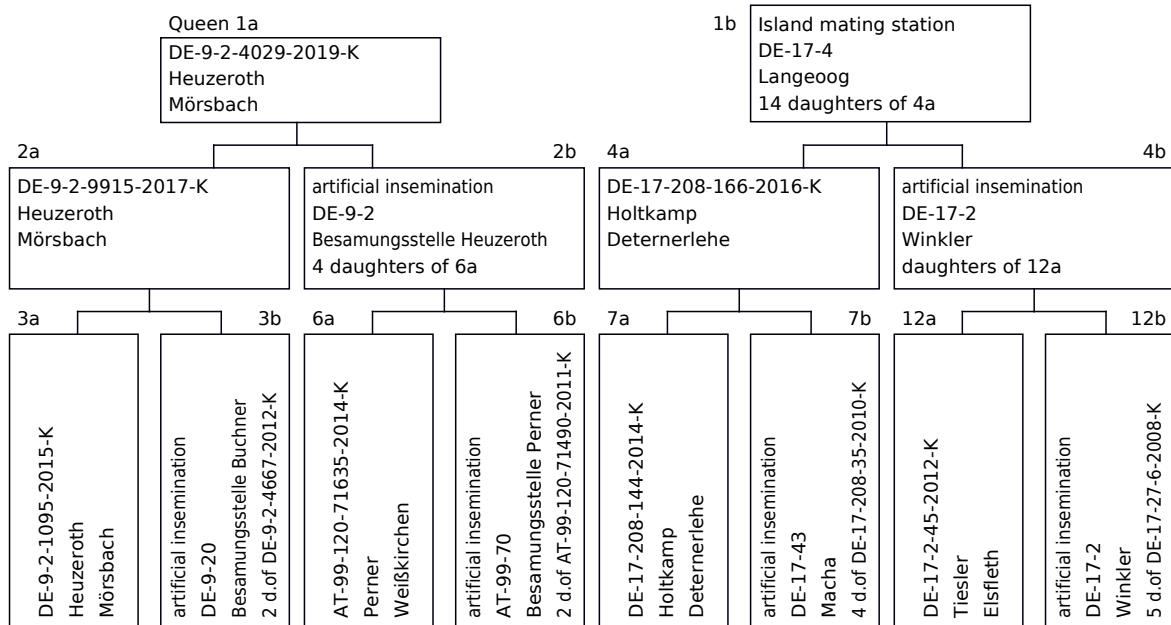 Queen 1a
DE-9-2-4029-2019-K
Heuzeroth
Mörsbach
1b
Island mating station
DE-17-4
Langeoog
14 daughters of 4a
2a
DE-9-2-9915-2017-K
Heuzeroth
Mörsbach
2b
artificial insemination
DE-9-2
Besamungsstelle Heuzeroth
4 daughters of 6a
4a
DE-17-208-166-2016-K
Holtkamp
Deternerlehe
4b
artificial insemination
DE-17-2
Winkler
daughters of 12a
3a
DE-9-2-1095-2015-K
Heuzeroth
Mörsbach
3b
artificial insemination
DE-9-20
Besamungsstelle Buchner
2 d.of DE-9-2-4667-2012-K
6a
AT-99-120-71635-2014-K
Perner
Weißkirchen
6b
artificial insemination
AT-99-70
Besamungsstelle Perner
2 d.of AT-99-120-71490-2011-K
7a
DE-17-208-144-2014-K
Holtkamp
Deternerlehe
7b
artificial insemination
DE-17-43
Macha
4 d.of DE-17-208-35-2010-K
12a
DE-17-2-45-2012-K
Tiesler
Elsfleth
12b
artificial insemination
DE-17-2
Winkler
5 d.of DE-17-27-6-2008-K